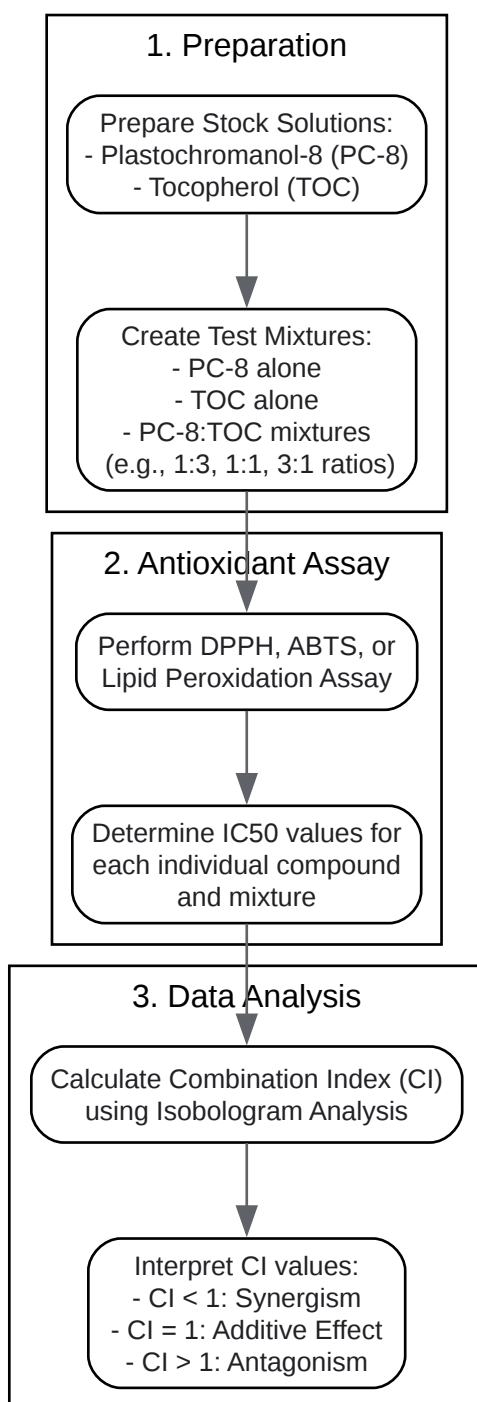 1. Preparation
Prepare Stock Solutions:
- Plastochromanol-8 (PC-8)
- Tocopherol (TOC)
Create Test Mixtures:
- PC-8 alone
- TOC alone
- PC-8:TOC mixtures
(e.g., 1:3, 1:1, 3:1 ratios)
2. Antioxidant Assay
Perform DPPH, ABTS, or
Lipid Peroxidation Assay
Determine IC50 values for
each individual compound
and mixture
3. Data Analysis
Calculate Combination Index (CI)
using Isobologram Analysis
Interpret CI values:
- CI < 1: Synergism
- CI = 1: Additive Effect
- CI > 1: Antagonism